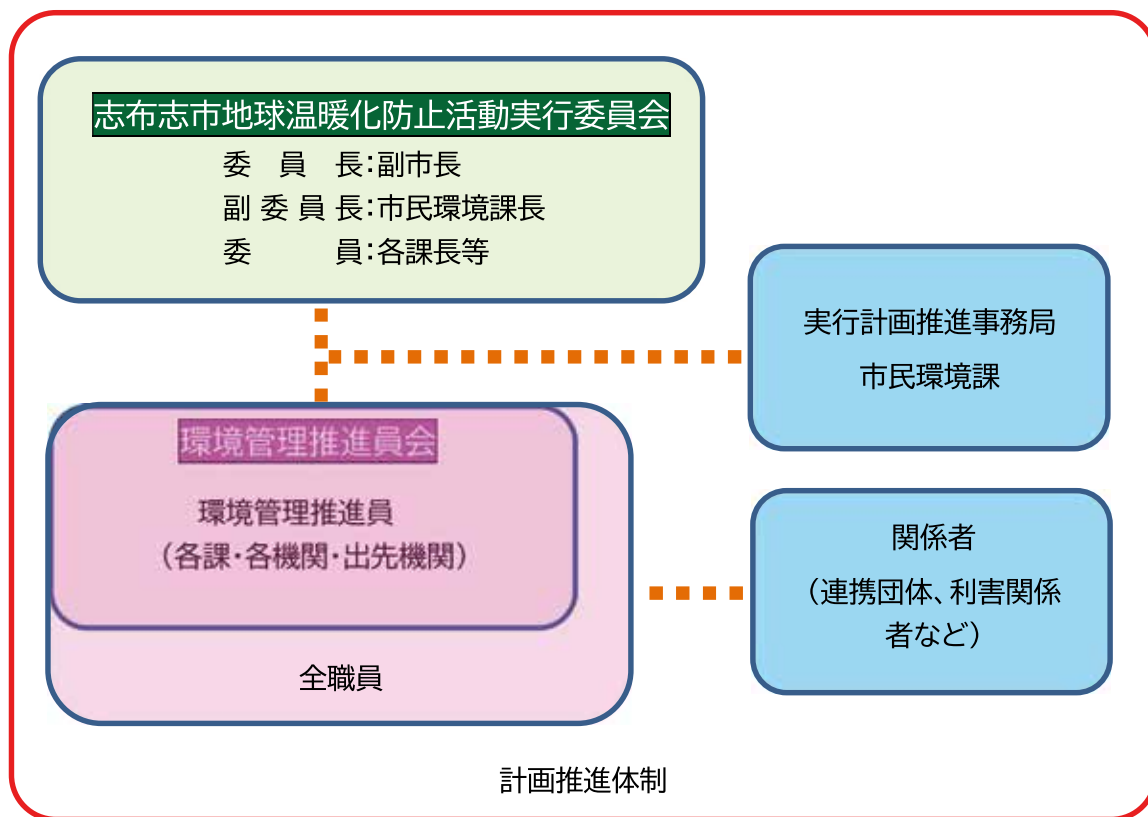 志布志市地球温暖化防止活動実行委員会
委　員　長：副市長
副 委 員 長：市民環境課長
委　　　員：各課長等
実行計画推進事務局
市民環境課
環境管理推進員会
環境管理推進員
（各課・各機関・出先機関）
全職員
関係者
（連携団体、利害関係
者など）
計画推進体制